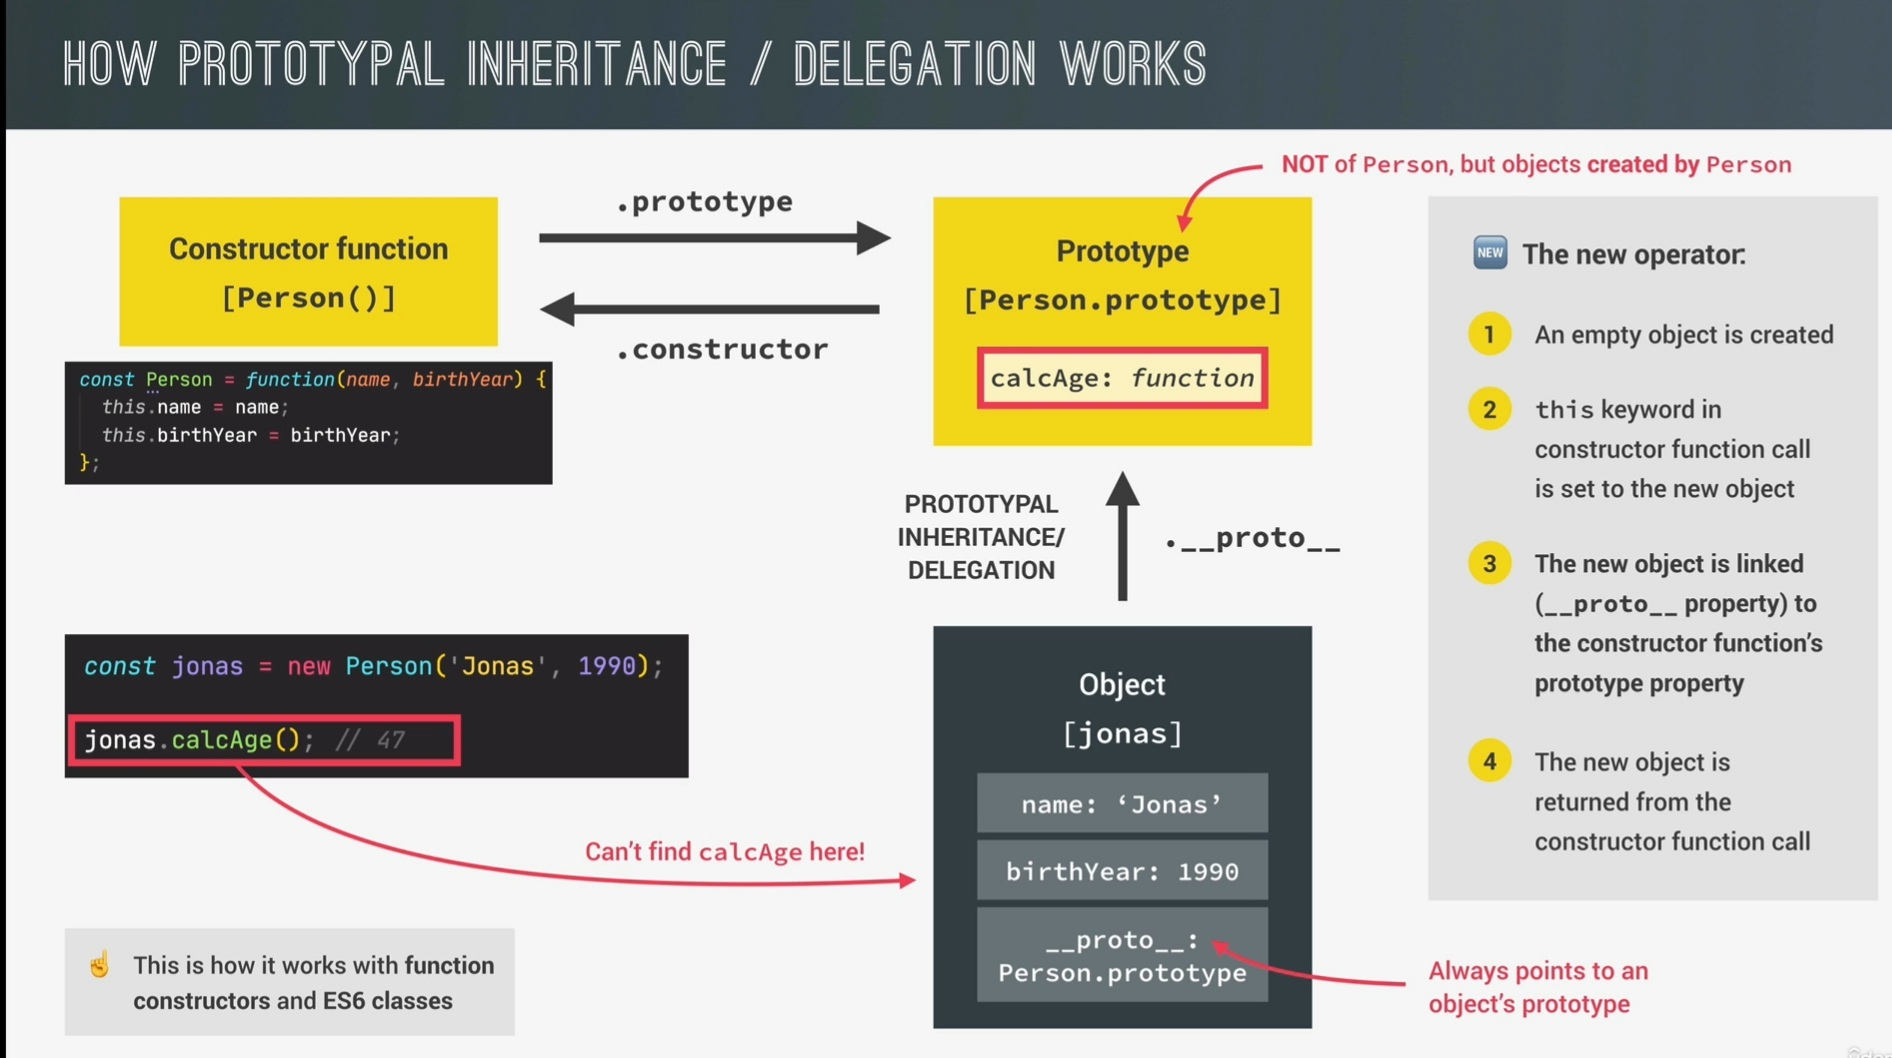 HOW PROTOTYPAL INHERITANCE / DELEGATION WORKS
NOT of Person, but objects created by Person
Constructor function
[Person()]
.prototype
.constructor
Prototype
[Person.prototype]
calcAge: function
const Person = function(name, birthYear) {
this.name = name;
this.birthYear = birthYear;
};
PROTOTYPAL
INHERITANCE/
DELEGATION
.__proto__
const jonas = new Person('Jonas', 1990);
jonas.calcAge(); // 47
Can't find calcAge here!
Object
[jonas]
name: ‘Jonas’
birthYear: 1990
__proto__:
Person.prototype
Always points to an
object’s prototype
NEW The new operator:
1 An empty object is created
2 this keyword in
constructor function call
is set to the new object
3 The new object is linked
(__proto__ property) to
the constructor function’s
prototype property
4 The new object is
returned from the
constructor function call
☝ This is how it works with function
constructors and ES6 classes